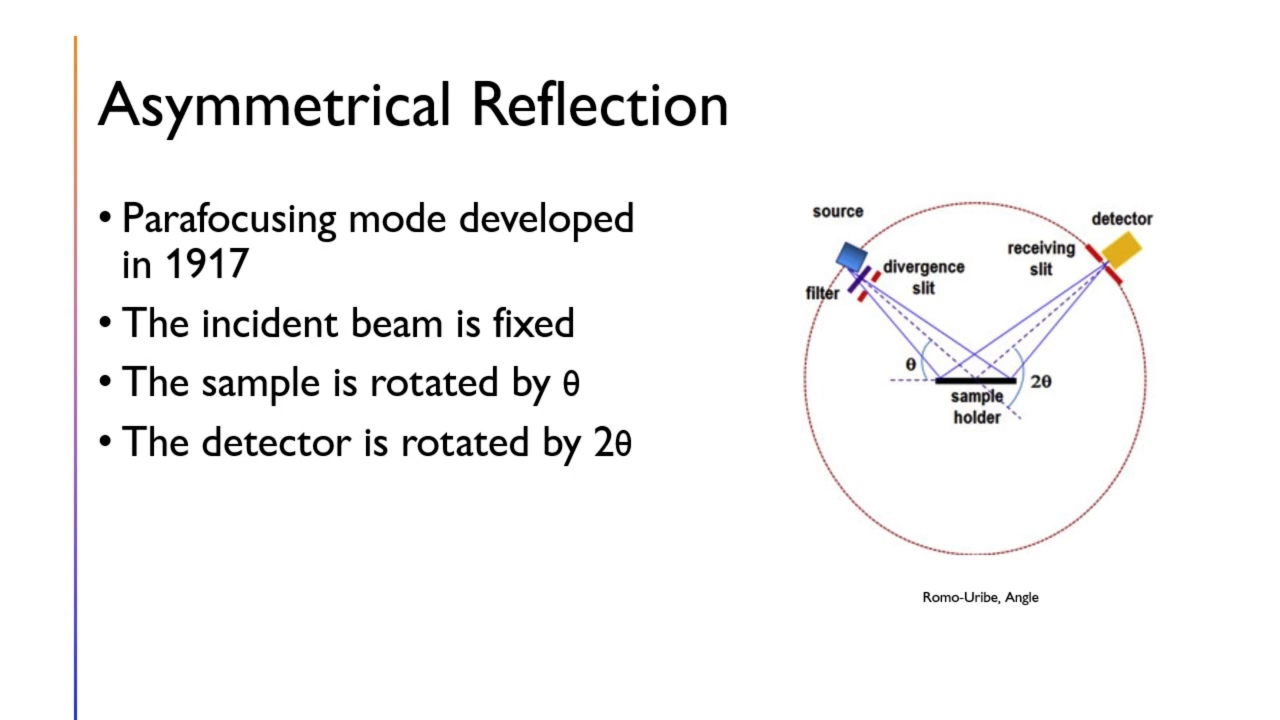 Asymmetrical Reflection
• Parafocusing mode developed
in 1917
• The incident beam is fixed
• The sample is rotated by θ
• The detector is rotated by 2θ
source
detector
receiving
slit
divergence
slit
filter
θ
2θ
sample
holder
Romo-Uribe, Angle